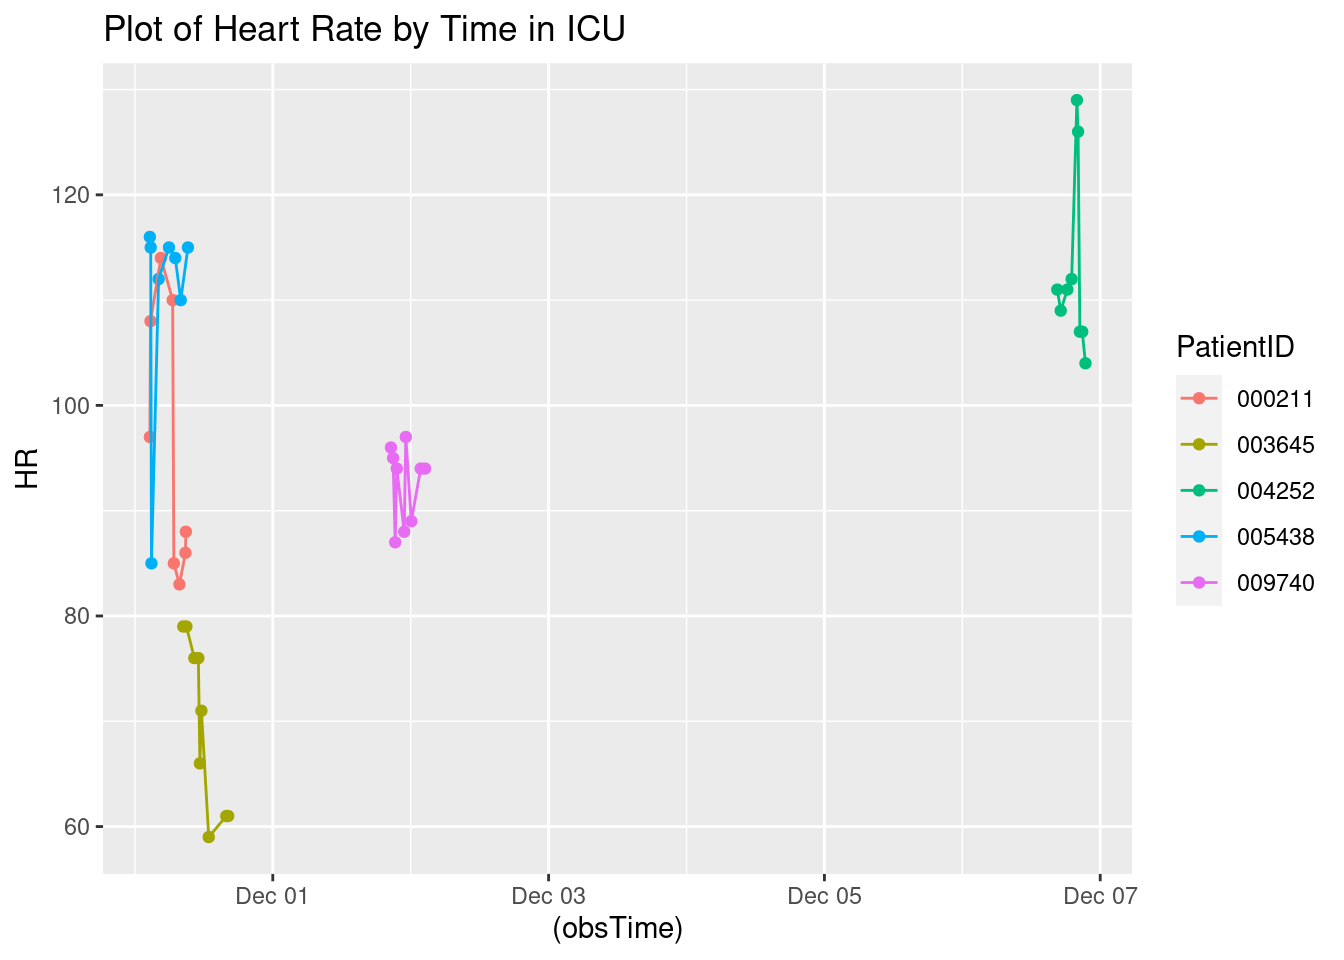 Plot of Heart Rate by Time in ICU
HR
120
100
80
60
Dec 01
Dec 03
Dec 05
Dec 07
(obsTime)
PatientID
000211
003645
004252
005438
009740